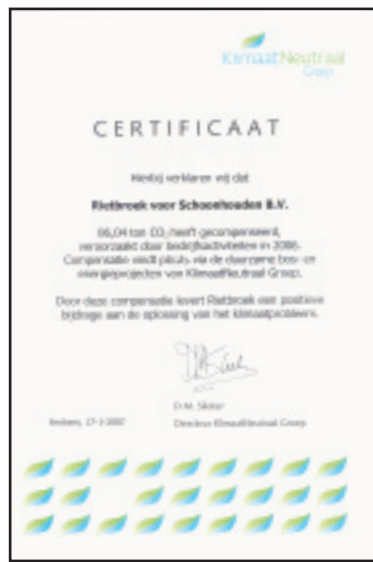 KlimaatNeutraal
Groep
CERTIFICAAT
Hierbij verklaren wij dat
Rietbroek voor Schoonhouden B.V.
86,04 ton CO₂ heeft gecompenseerd,
veroorzaakt door bedrijfsactiviteiten in 2006.
Compensatie vindt plaats via de duurzame bos- en
energieprojecten van KlimaatNeutraal Groep.
Door deze compensatie levert Rietbroek een positieve
bijdrage aan de oplossing van het klimaatprobleem.
D.M.
Directeur KlimaatNeutraal Groep